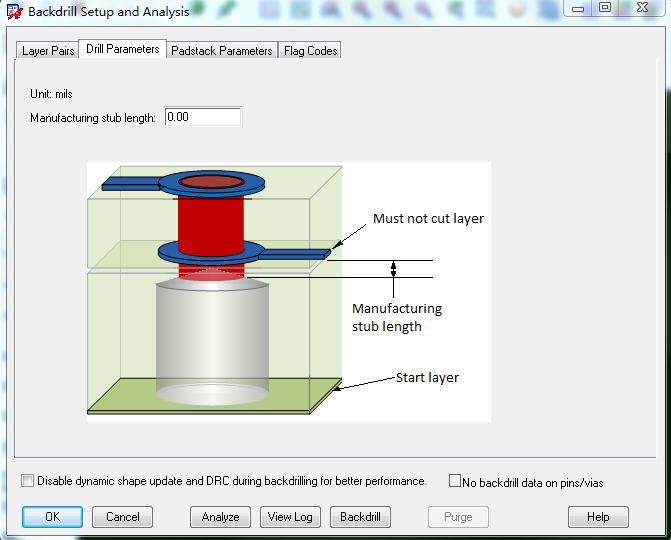 Backdrill Setup and Analysis
Layer Pairs Drill Parameters Padstack Parameters Flag Codes
Unit: mils
Manufacturing stub length: 0.00
Must not cut layer
Manufacturing
stub length
Start layer
Disable dynamic shape update and DRC during backdrilling for better performance. No backdrill data on pins/vias
OK Cancel Analyze View Log Backdrill Purge Help